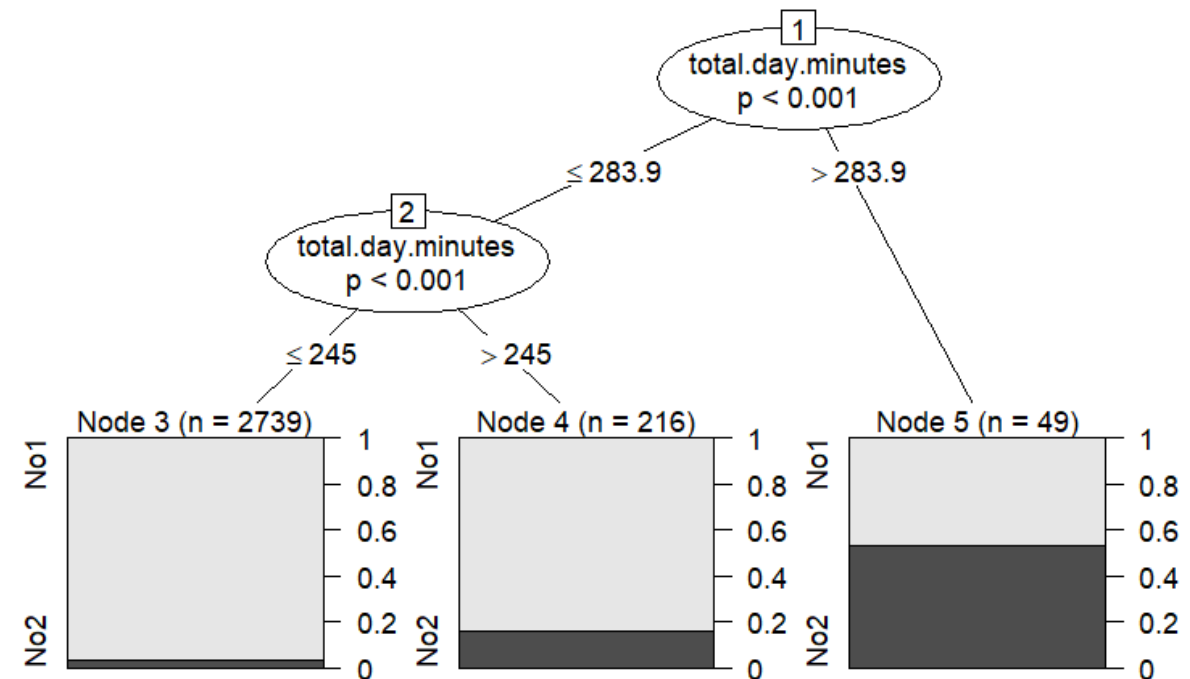 1
total.day.minutes
p < 0.001
≤ 283.9
> 283.9
2
total.day.minutes
p < 0.001
≤ 245
> 245
Node 3 (n = 2739)
No1
No2
1
0.8
0.6
0.4
0.2
0
Node 4 (n = 216)
No1
No2
1
0.8
0.6
0.4
0.2
0
Node 5 (n = 49)
No1
No2
1
0.8
0.6
0.4
0.2
0